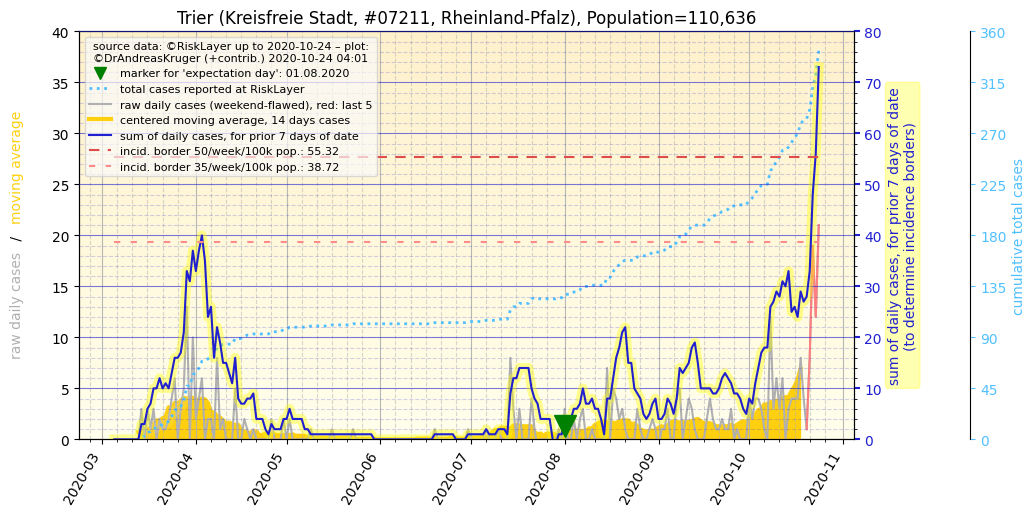 Trier (Kreisfreie Stadt, #07211, Rheinland-Pfalz), Population=110,636
source data: ©RiskLayer up to 2020-10-24 – plot:
©DrAndreasKruger (+contrib.) 2020-10-24 04:01
marker for 'expectation day': 01.08.2020
total cases reported at RiskLayer
raw daily cases (weekend-flawed), red: last 5
centered moving average, 14 days cases
sum of daily cases, for prior 7 days of date
incid. border 50/week/100k pop.: 55.32
incid. border 35/week/100k pop.: 38.72
raw daily cases / moving average
40
35
30
25
20
15
10
5
0
2020-03
2020-04
2020-05
2020-06
2020-07
2020-08
2020-09
2020-10
2020-11
80
70
60
50
40
30
20
10
0
sum of daily cases, for prior 7 days of date
(to determine incidence borders)
360
315
270
225
180
135
90
45
0
cumulative total cases